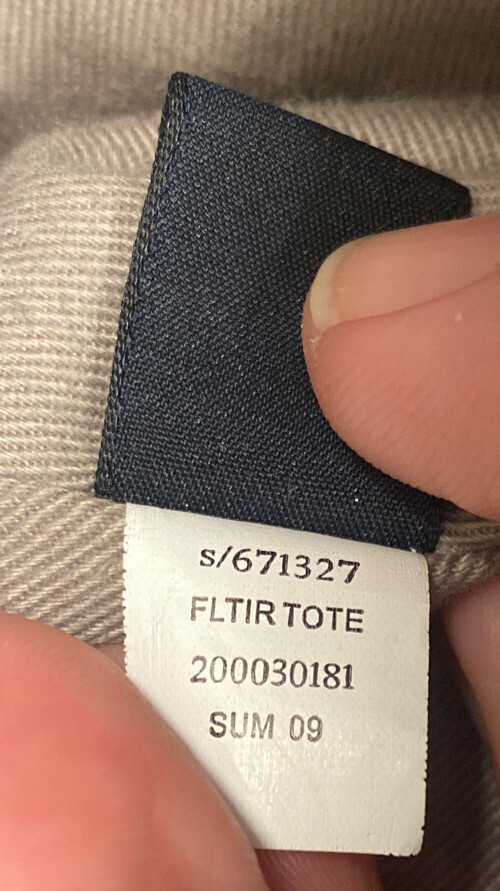 s/671327
FLTIR TOTE
200030181
SUM 09